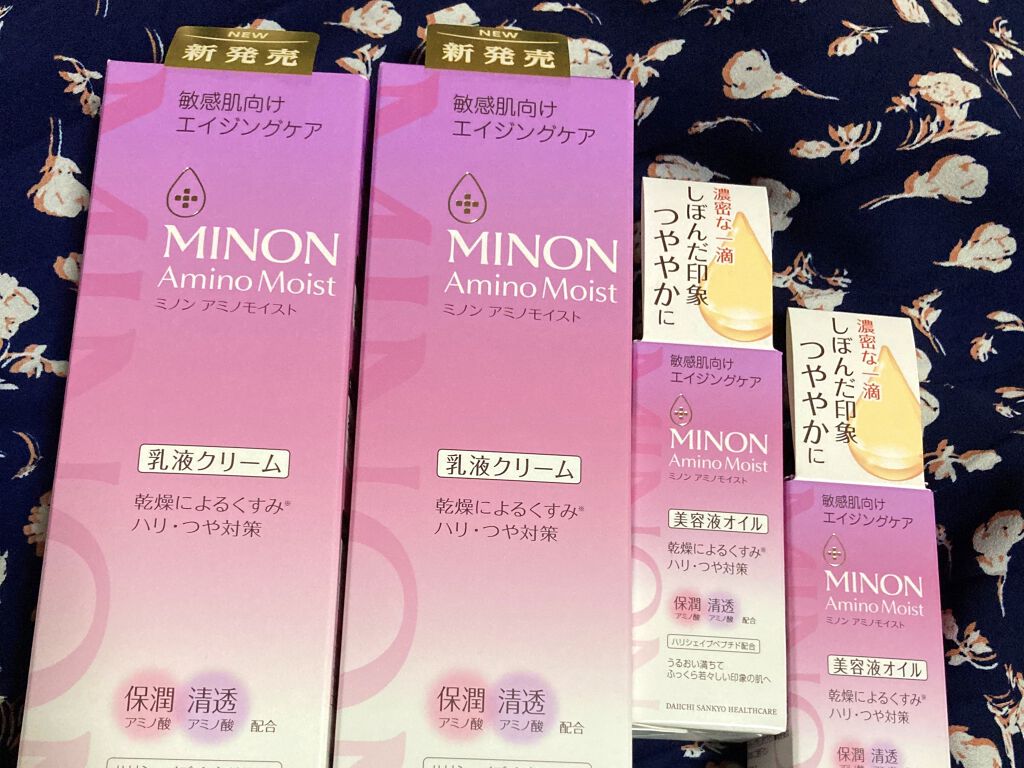 NEW
新発売
敏感肌向け
エイジングケア
MINON
Amino Moist
ミノン アミノモイスト
乳液クリーム
乾燥によるくすみ※
ハリ・つや対策
保潤 清透
アミノ酸 アミノ酸 配合
NEW
新発売
敏感肌向け
エイジングケア
MINON
Amino Moist
ミノン アミノモイスト
乳液クリーム
乾燥によるくすみ※
ハリ・つや対策
保潤 清透
アミノ酸 アミノ酸 配合
濃密な一滴
しぼんだ印象
つややかに
敏感肌向け
エイジングケア
MINON
Amino Moist
ミノン アミノモイスト
美容液オイル
乾燥によるくすみ※
ハリ・つや対策
保潤 清透
アミノ酸 アミノ酸 配合
ハリシェイプペプチド配合
うるおい満ちて
ふっくら若々しい印象の肌へ
DAIICHI SANKYO HEALTHCARE
濃密な一滴
しぼんだ印象
つややかに
敏感肌向け
エイジングケア
MINON
Amino Moist
ミノン アミノモイスト
美容液オイル
乾燥によるくすみ※
ハリ・つや対策
保潤 清透